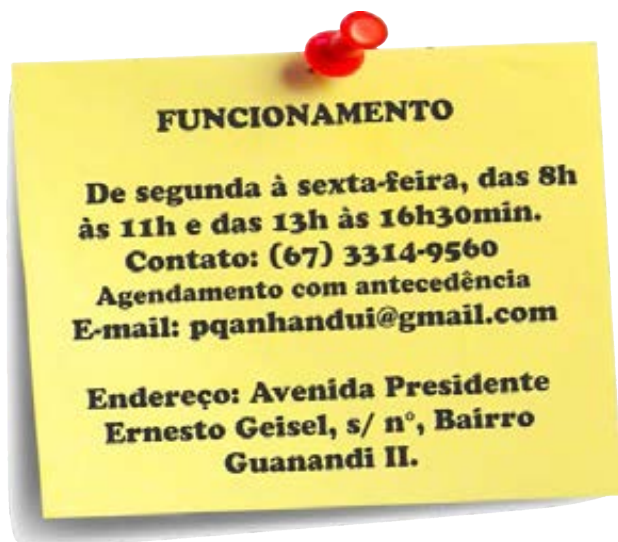 FUNCIONAMENTO
De segunda à sexta-feira, das 8h
às 11h e das 13h às 16h30min.
Contato: (67) 3314-9560
Agendamento com antecedência
E-mail: pqanhandui@gmail.com
Endereço: Avenida Presidente
Ernesto Geisel, s/ n°, Bairro
Guanandi II.